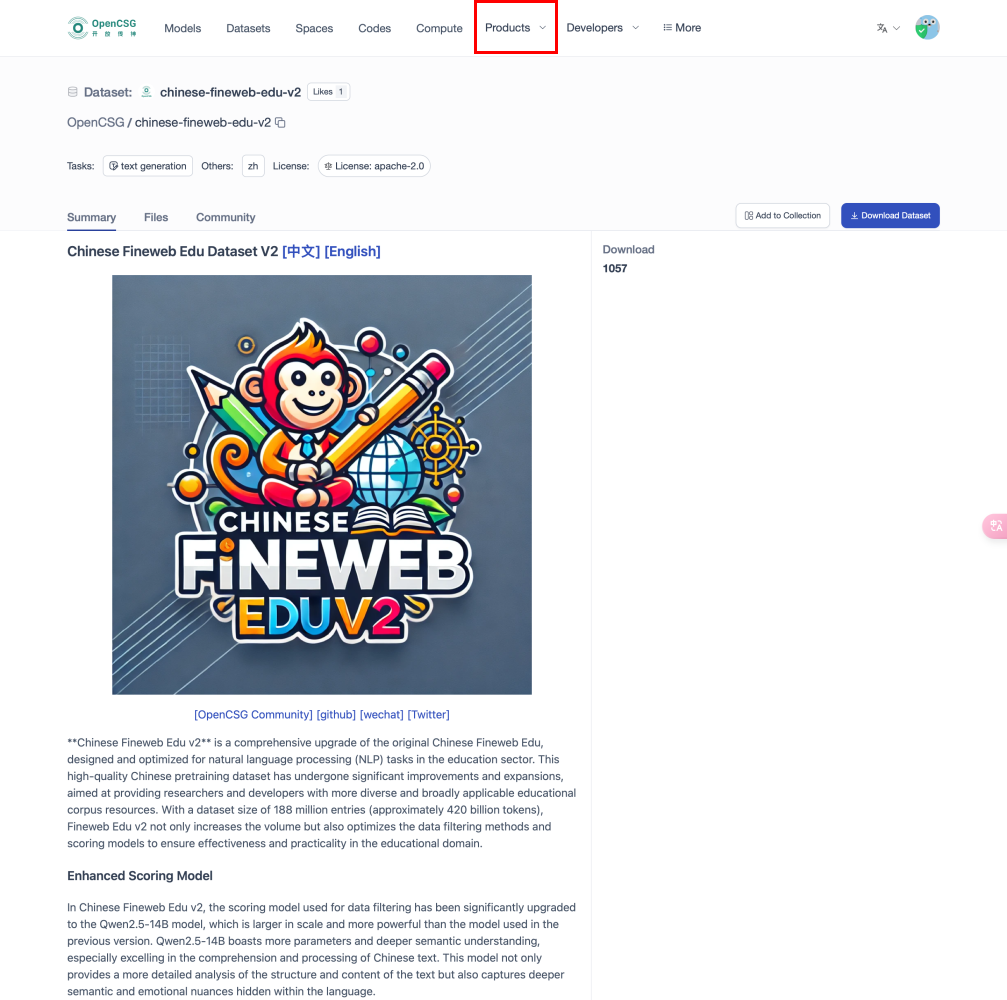 OpenCSG
开放传神
Models Datasets Spaces Codes Compute Products Developers More
Dataset: chinese-fineweb-edu-v2 Likes 1
OpenCSG / chinese-fineweb-edu-v2
Tasks: text generation Others: zh License: License: apache-2.0
Summary Files Community Add to Collection Download Dataset
Chinese Fineweb Edu Dataset V2 [中文] [English]
Download
1057
CHINESE
FiNEWEB
EDU V2
[OpenCSG Community] [github] [wechat] [Twitter]
**Chinese Fineweb Edu v2** is a comprehensive upgrade of the original Chinese Fineweb Edu,
designed and optimized for natural language processing (NLP) tasks in the education sector. This
high-quality Chinese pretraining dataset has undergone significant improvements and expansions,
aimed at providing researchers and developers with more diverse and broadly applicable educational
corpus resources. With a dataset size of 188 million entries (approximately 420 billion tokens),
Fineweb Edu v2 not only increases the volume but also optimizes the data filtering methods and
scoring models to ensure effectiveness and practicality in the educational domain.
Enhanced Scoring Model
In Chinese Fineweb Edu v2, the scoring model used for data filtering has been significantly upgraded
to the Qwen2.5-14B model, which is larger in scale and more powerful than the model used in the
previous version. Qwen2.5-14B boasts more parameters and deeper semantic understanding,
especially excelling in the comprehension and processing of Chinese text. This model not only
provides a more detailed analysis of the structure and content of the text but also captures deeper
semantic and emotional nuances hidden within the language.